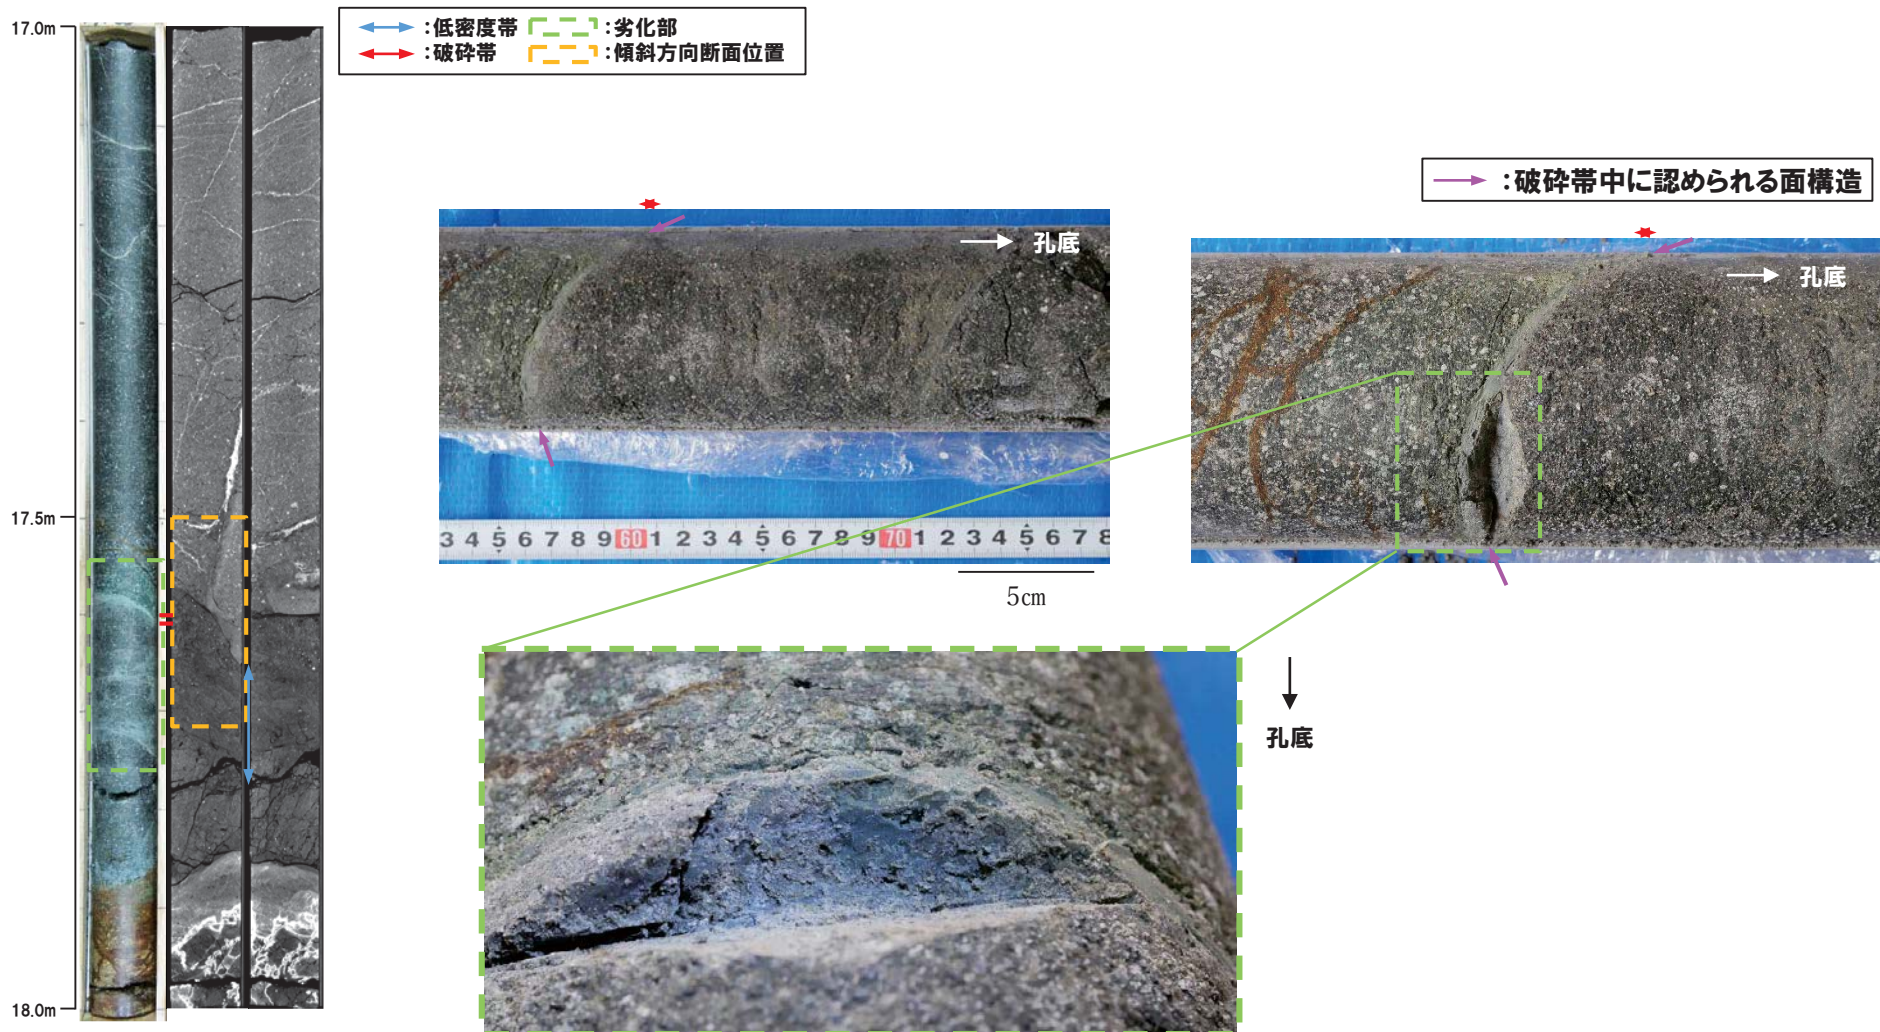 17.0m
17.5m
18.0m
:低密度帯 :劣化部
:破砕帯 :傾斜方向断面位置
:破砕帯中に認められる面構造
孔底
孔底
3 4 5 6 7 8 9 60 1 2 3 4 5 6 7 8 9 70 1 2 3 4 5 6 7 8
5cm
孔底